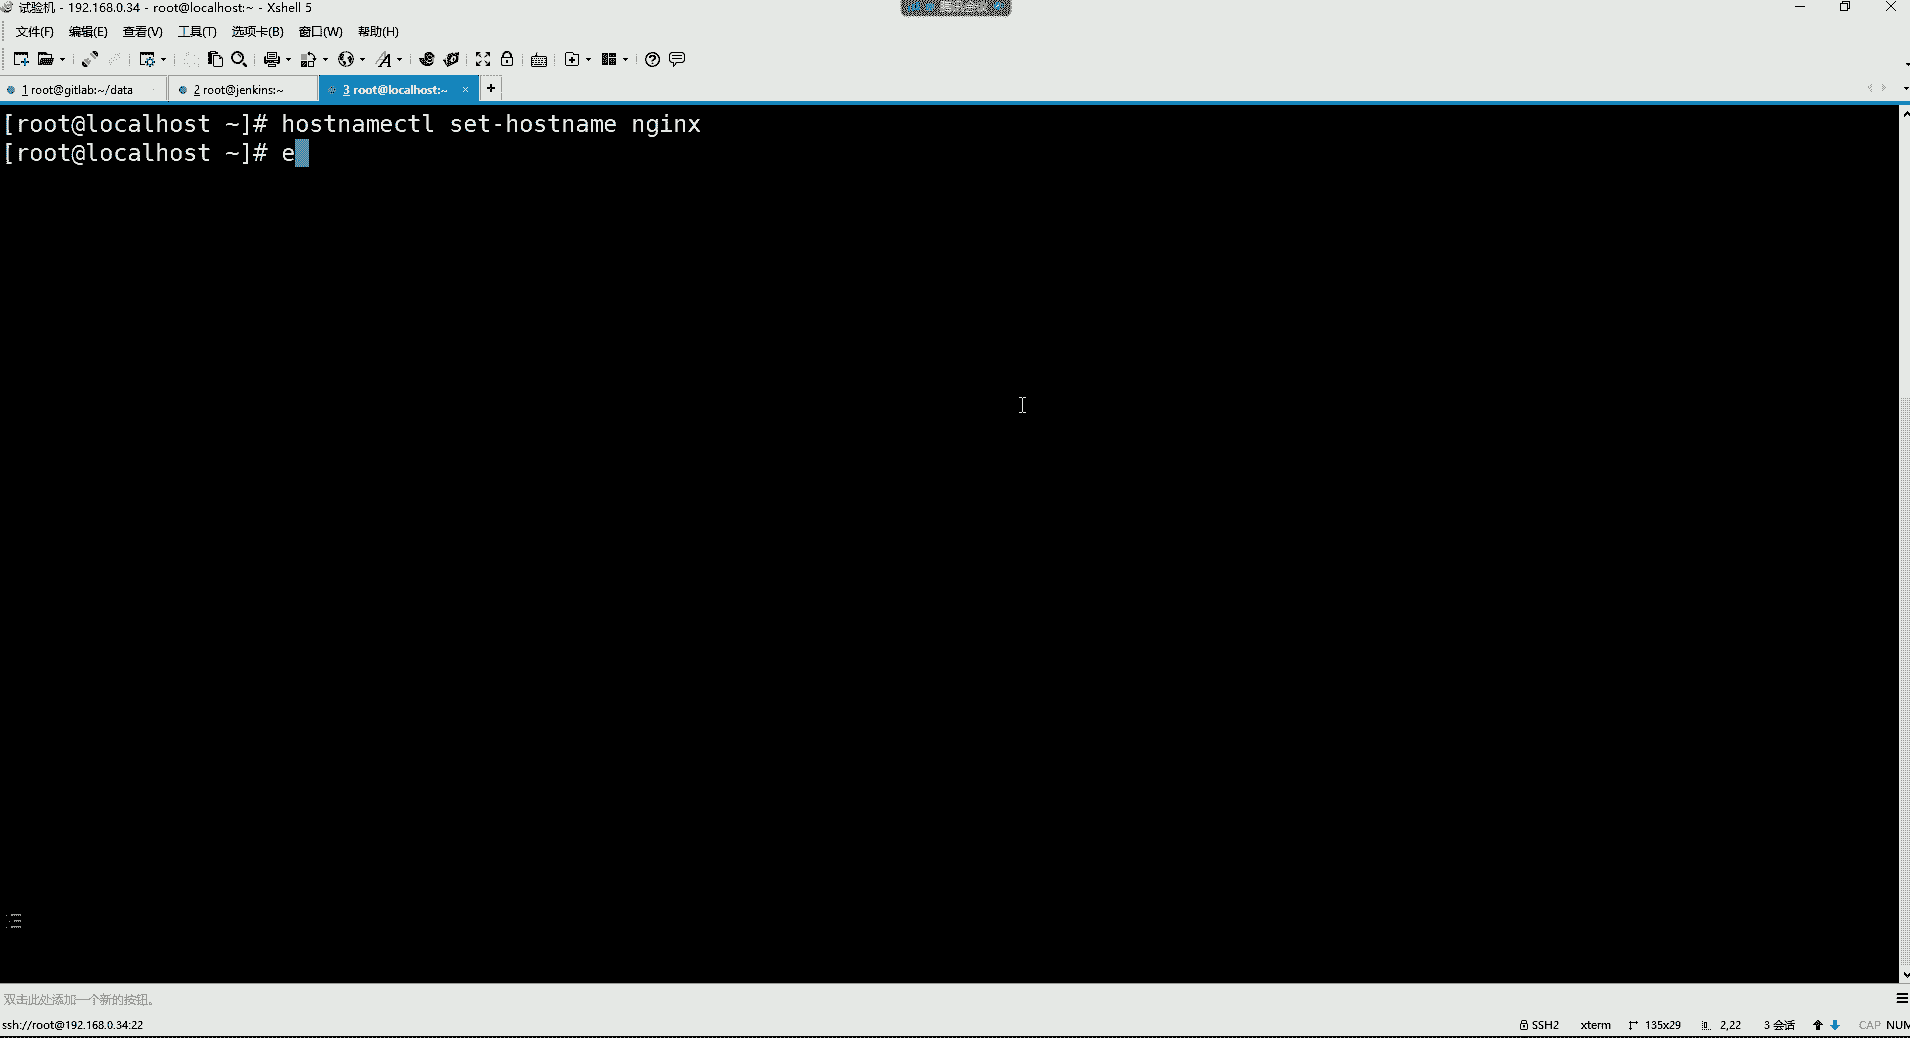 试验机 - 192.168.0.34 - root@localhost:~ - Xshell 5
文件(F) 编辑(E) 查看(V) 工具(T) 选项卡(B) 窗口(W) 帮助(H)
1 root@gitlab:~/data
2 root@jenkins:~
3 root@localhost:~ × +
[root@localhost ~]# hostnamectl set-hostname nginx
[root@localhost ~]# e
双击此处添加一个新的按钮。
ssh://root@192.168.0.34:22 SSH2 xterm 135x29 2,22 3 会话 CAP NUM